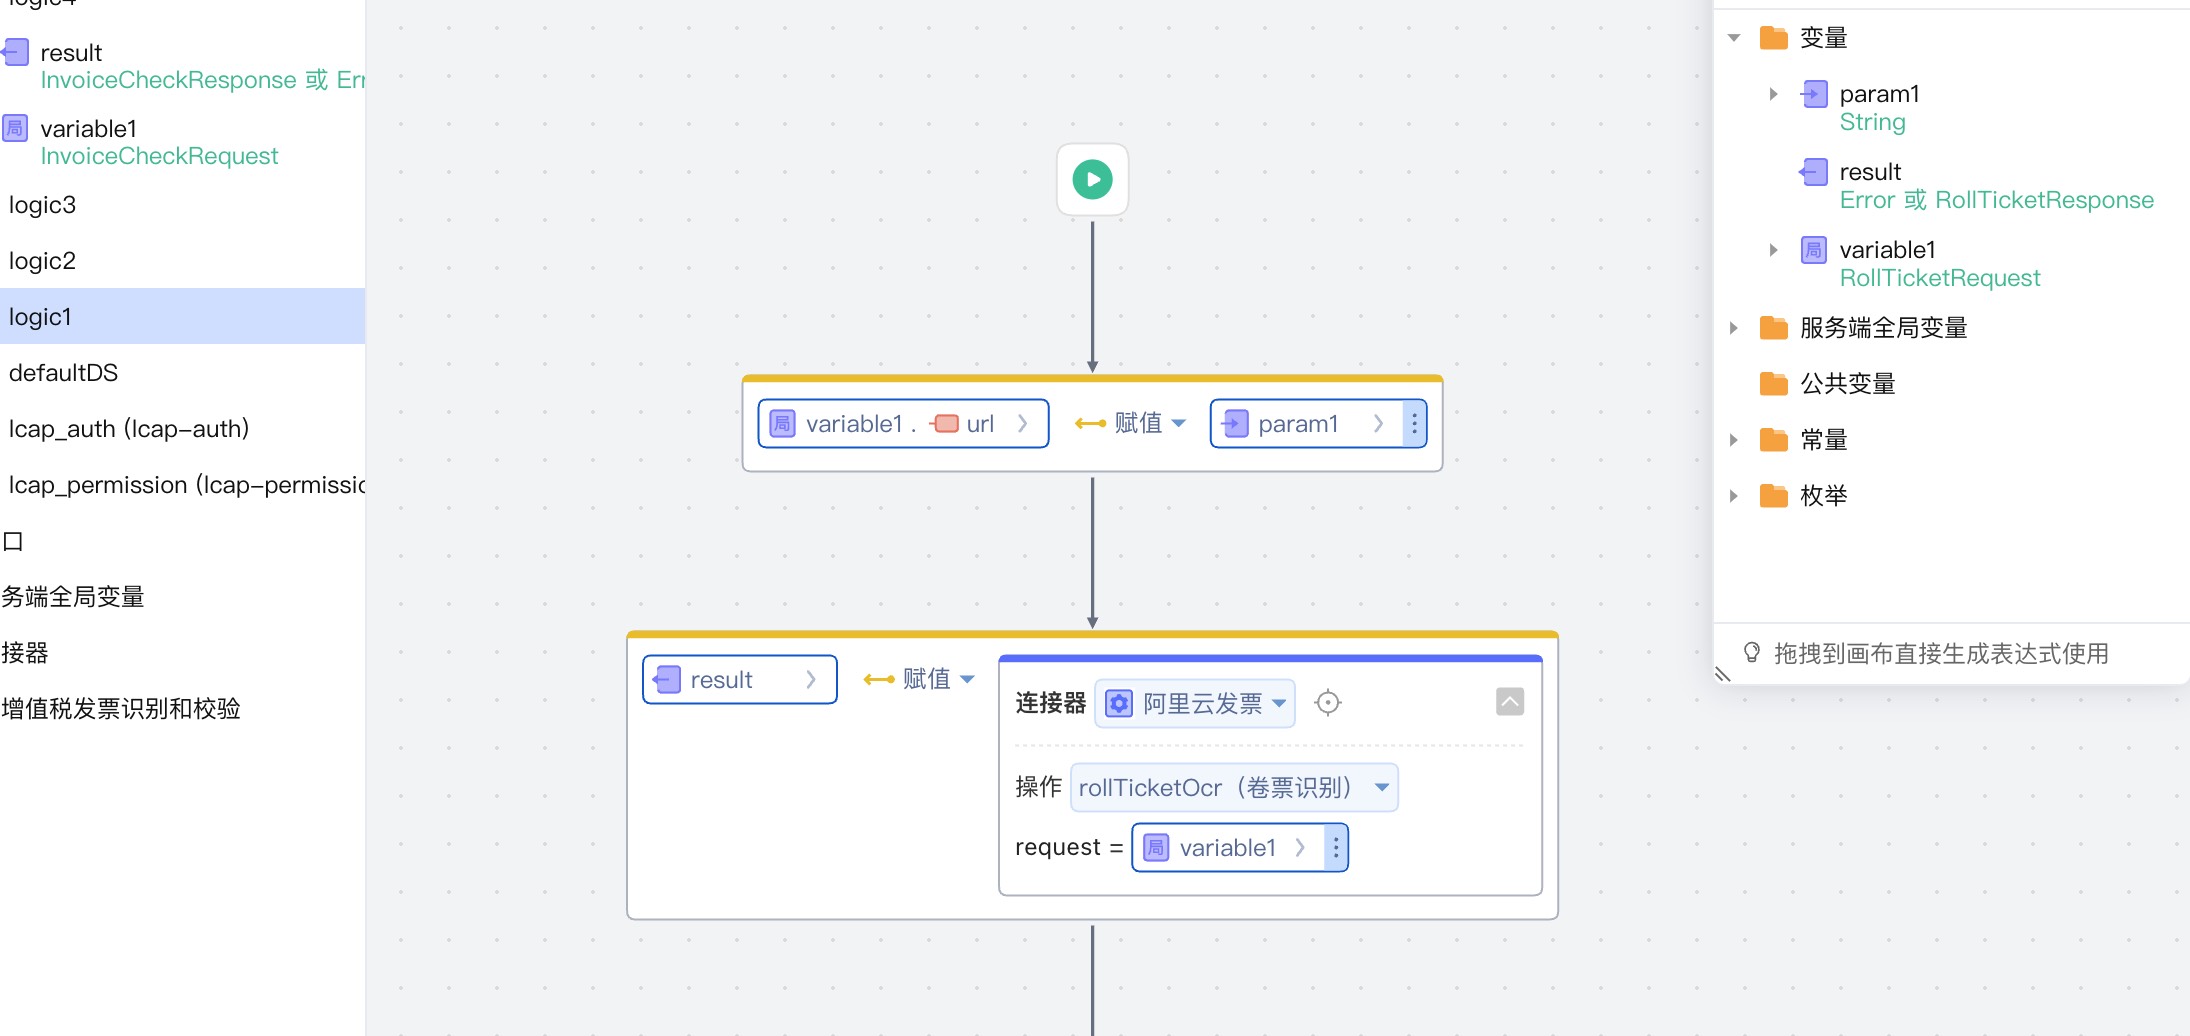 logic4
result
InvoiceCheckResponse 或 Err
局
variable1
InvoiceCheckRequest
logic3
logic2
logic1
defaultDS
lcap_auth (lcap-auth)
lcap_permission (lcap-permissic
口
务端全局变量
接器
增值税发票识别和校验
局 variable1 . url 赋值 param1
result 赋值
连接器 阿里云发票
操作 rollTicketOcr（卷票识别）
request = 局 variable1
变量
param1
String
result
Error 或 RollTicketResponse
局 variable1
RollTicketRequest
服务端全局变量
公共变量
常量
枚举
拖拽到画布直接生成表达式使用